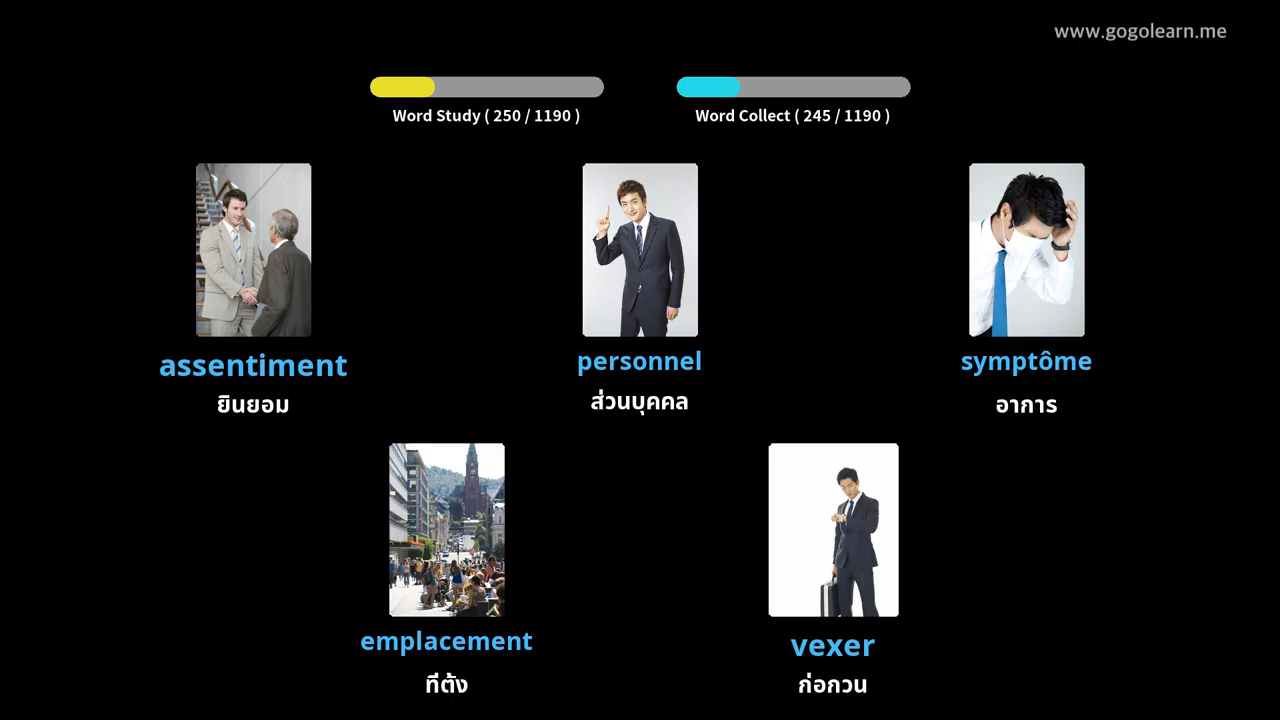 www.gogolearn.me
Word Study ( 250 / 1190 )
Word Collect ( 245 / 1190 )
assentiment
ยินยอม
personnel
ส่วนบุคคล
symptôme
อาการ
emplacement
ที่ตั้ง
vexer
ก่อกวน